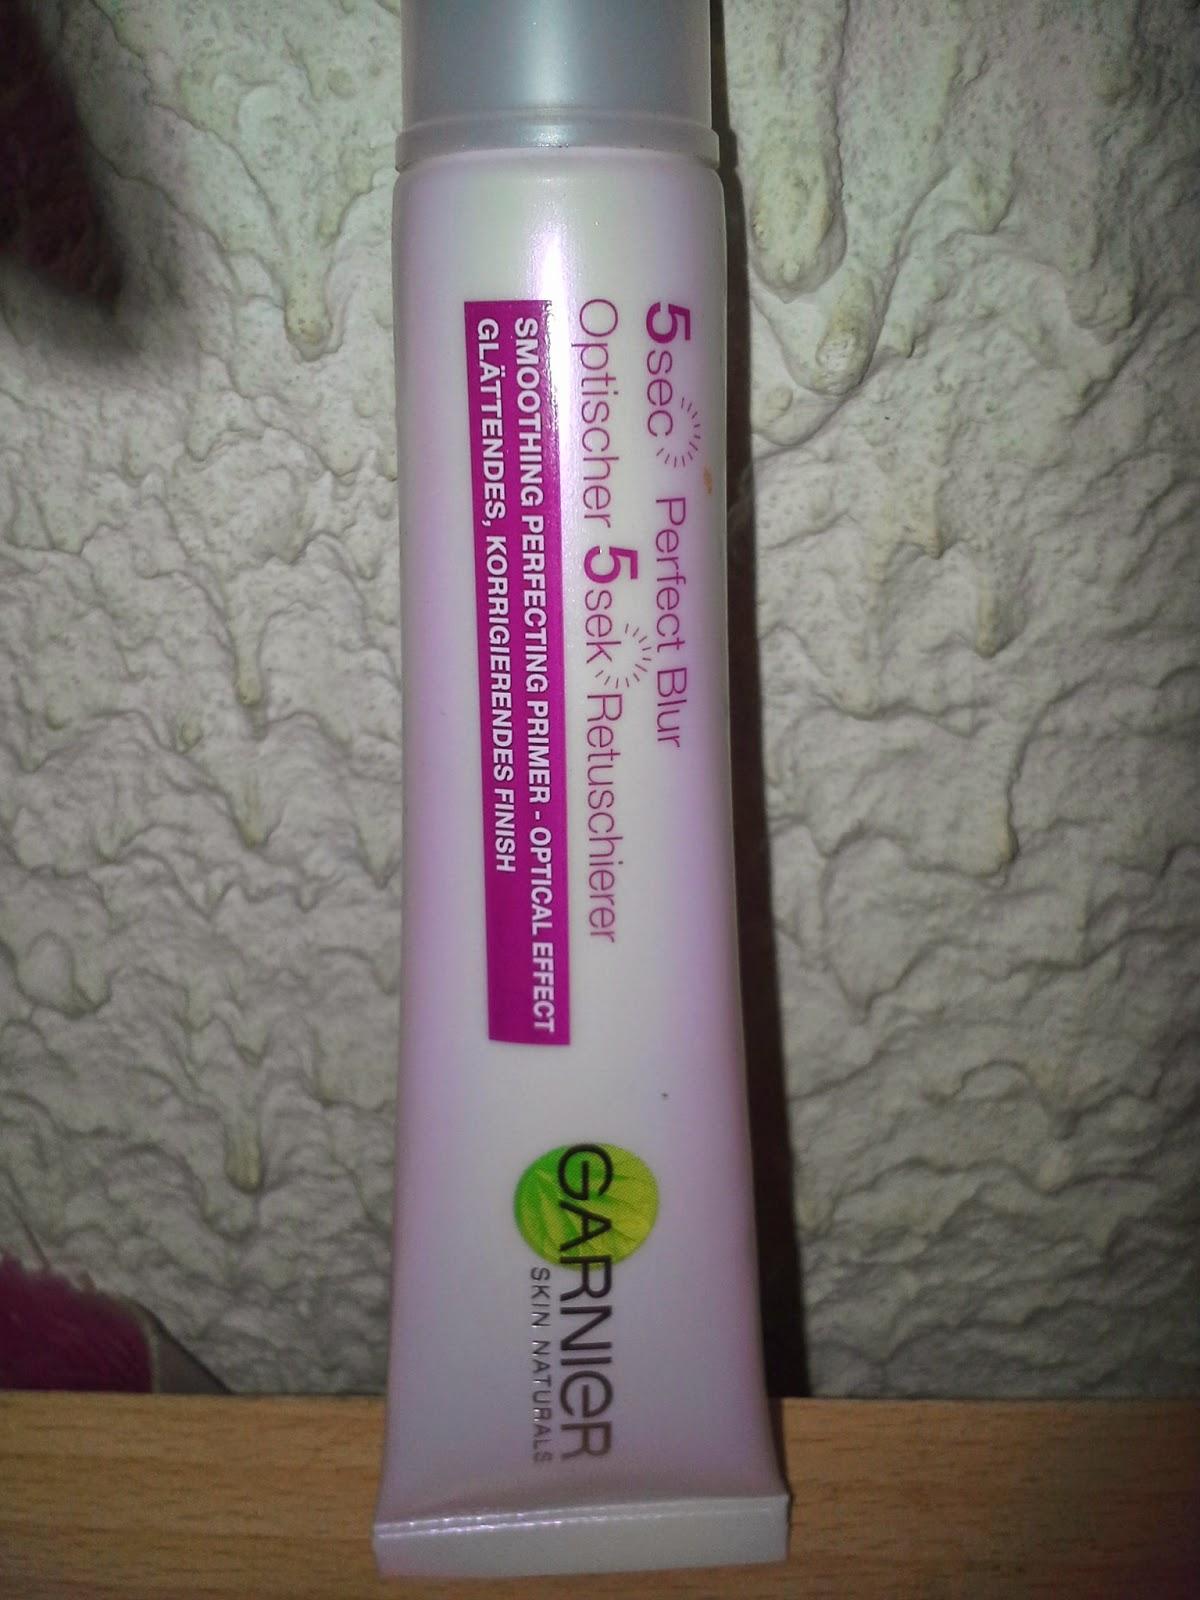 5sec Perfect Blur
Optischer 5sek Retuschierer
SMOOTHING PERFECTING PRIMER - OPTICAL EFFECT
GLÄTTENDES, KORRIGIERENDES FINISH
GARNIER
SKIN NATURALS